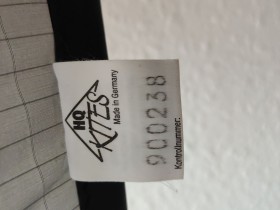 HQ
KITES
Made in Germany
900238
Kontrollnummer: